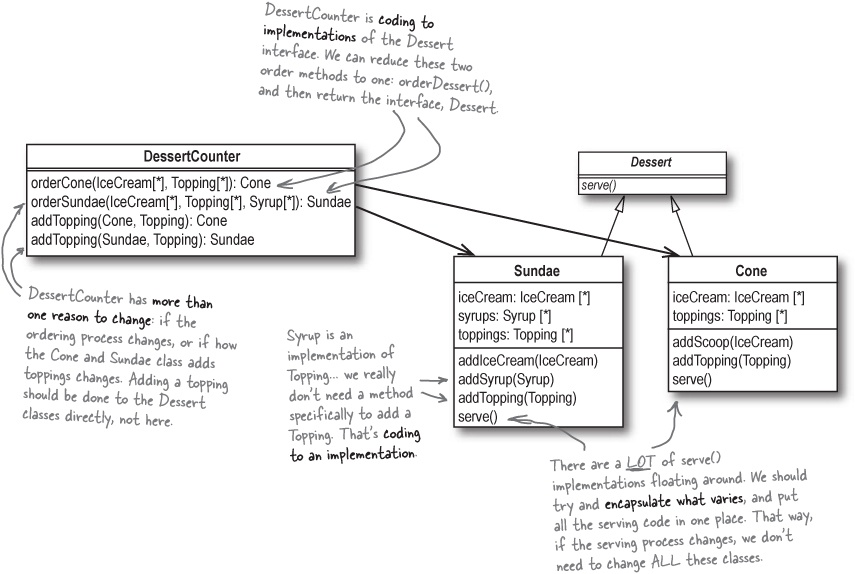 DessertCounter is coding to
implementations of the Dessert
interface. We can reduce these two
order methods to one: orderDessert(),
and then return the interface, Dessert.
DessertCounter
orderCone(IceCream[*], Topping[*]): Cone
orderSundae(IceCream[*], Topping[*], Syrup[*]): Sundae
addTopping(Cone, Topping): Cone
addTopping(Sundae, Topping): Sundae
Dessert
serve()
Sundae
iceCream: IceCream [*]
syrups: Syrup [*]
toppings: Topping [*]
addIceCream(IceCream)
addSyrup(Syrup)
addTopping(Topping)
serve()
Cone
iceCream: IceCream [*]
toppings: Topping [*]
addScoop(IceCream)
addTopping(Topping)
serve()
DessertCounter has more than
one reason to change: if the
ordering process changes, or if how
the Cone and Sundae class adds
toppings changes. Adding a topping
should be done to the Dessert
classes directly, not here.
Syrup is an
implementation of
Topping... we really
don't need a method
specifically to add a
Topping. That's coding
to an implementation.
There are a LOT of serve()
implementations floating around. We should
try and encapsulate what varies, and put
all the serving code in one place. That way,
if the serving process changes, we don't
need to change ALL these classes.